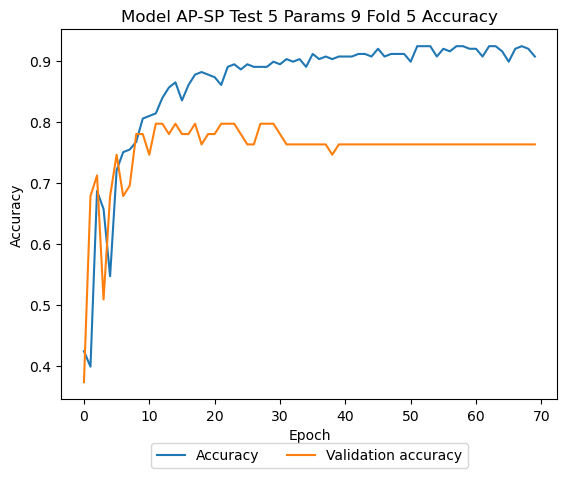 Model AP-SP Test 5 Params 9 Fold 5 Accuracy
0.9
0.8
0.7
0.6
0.5
0.4
Accuracy
0 10 20 30 40 50 60 70
Epoch
Accuracy Validation accuracy